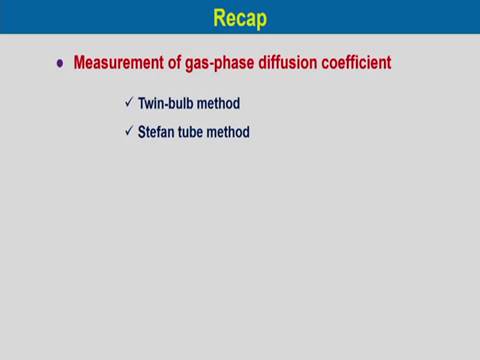 Recap
• Measurement of gas-phase diffusion coefficient
✓ Twin-bulb method
✓ Stefan tube method